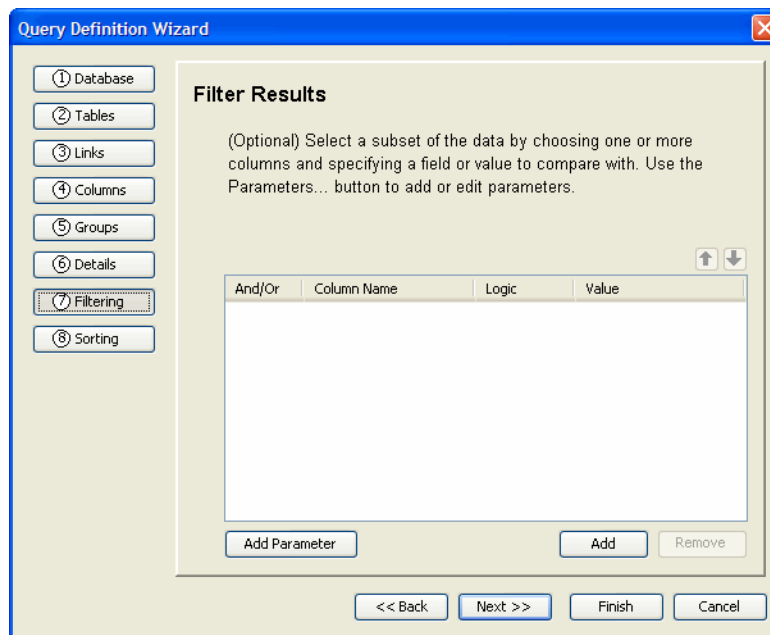 Query Definition Wizard
① Database
② Tables
③ Links
④ Columns
⑤ Groups
⑥ Details
⑦ Filtering
⑧ Sorting
Filter Results
(Optional) Select a subset of the data by choosing one or more
columns and specifying a field or value to compare with. Use the
Parameters... button to add or edit parameters.
And/Or Column Name Logic Value
Add Parameter Add Remove
<< Back Next >> Finish Cancel